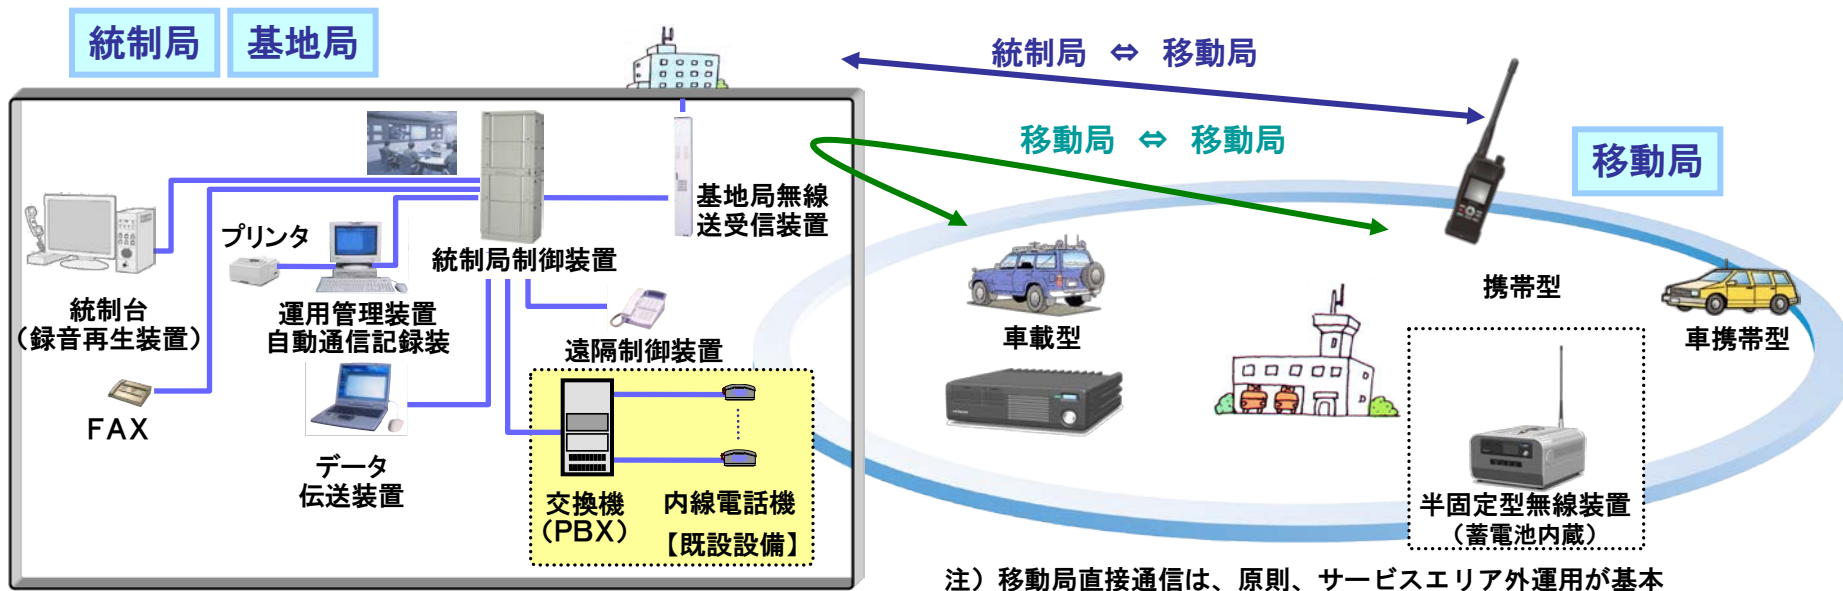 統制局
基地局
統制局 ⇔ 移動局
移動局 ⇔ 移動局
移動局
基地局無線
送受信装置
プリンタ
統制局制御装置
統制台
（録音再生装置）
運用管理装置
自動通信記録装
遠隔制御装置
FAX
データ
伝送装置
交換機
（PBX）
内線電話機
【既設設備】
携帯型
車載型
車携帯型
半固定型無線装置
（蓄電池内蔵）
注）移動局直接通信は、原則、サービスエリア外運用が基本